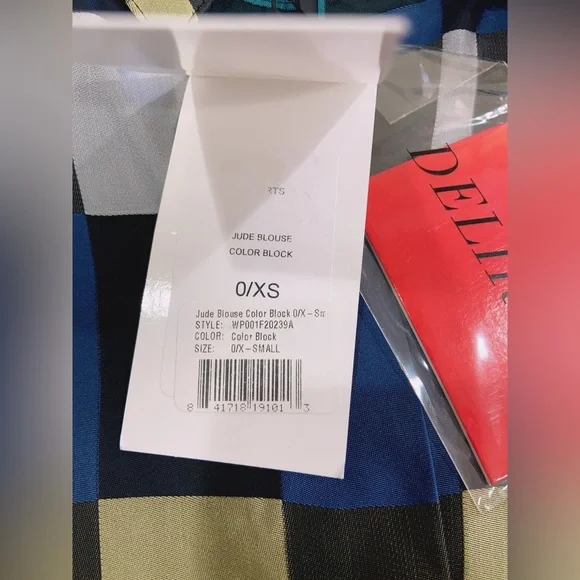 RTS
JUDE BLOUSE
COLOR BLOCK
0/XS
Jude Blouse Color Block 0/X-Sm
STYLE: WP001F20239A
COLOR: Color Block
SIZE: 0/X-SMALL
8 41718 19101 3
DELI